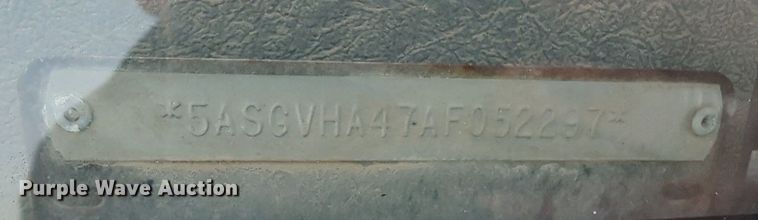 *5ASGVHA47AF052297*
Purple Wave Auction